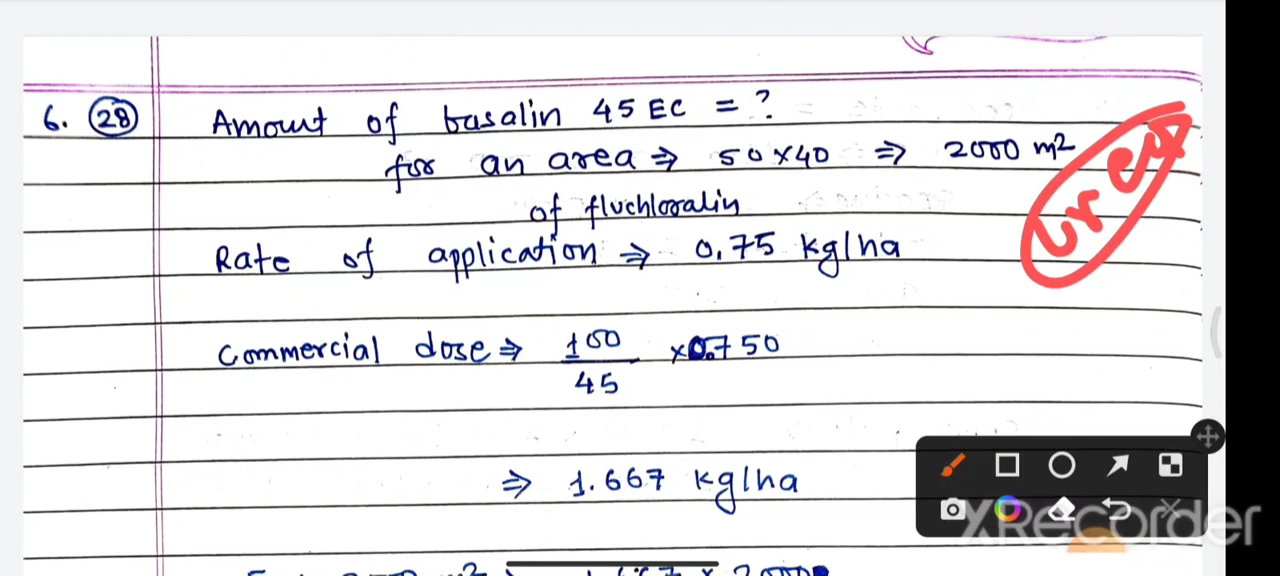 6. 28 Amount of basalin 45 EC = ?
for an area ⇒ 50×40 ⇒ 2000 m²
of fluchloralin
Rate of application ⇒ 0.75 kg/ha
Commercial dose ⇒ 100/45 ×0.750
⇒ 1.667 kg/ha
XRecorder